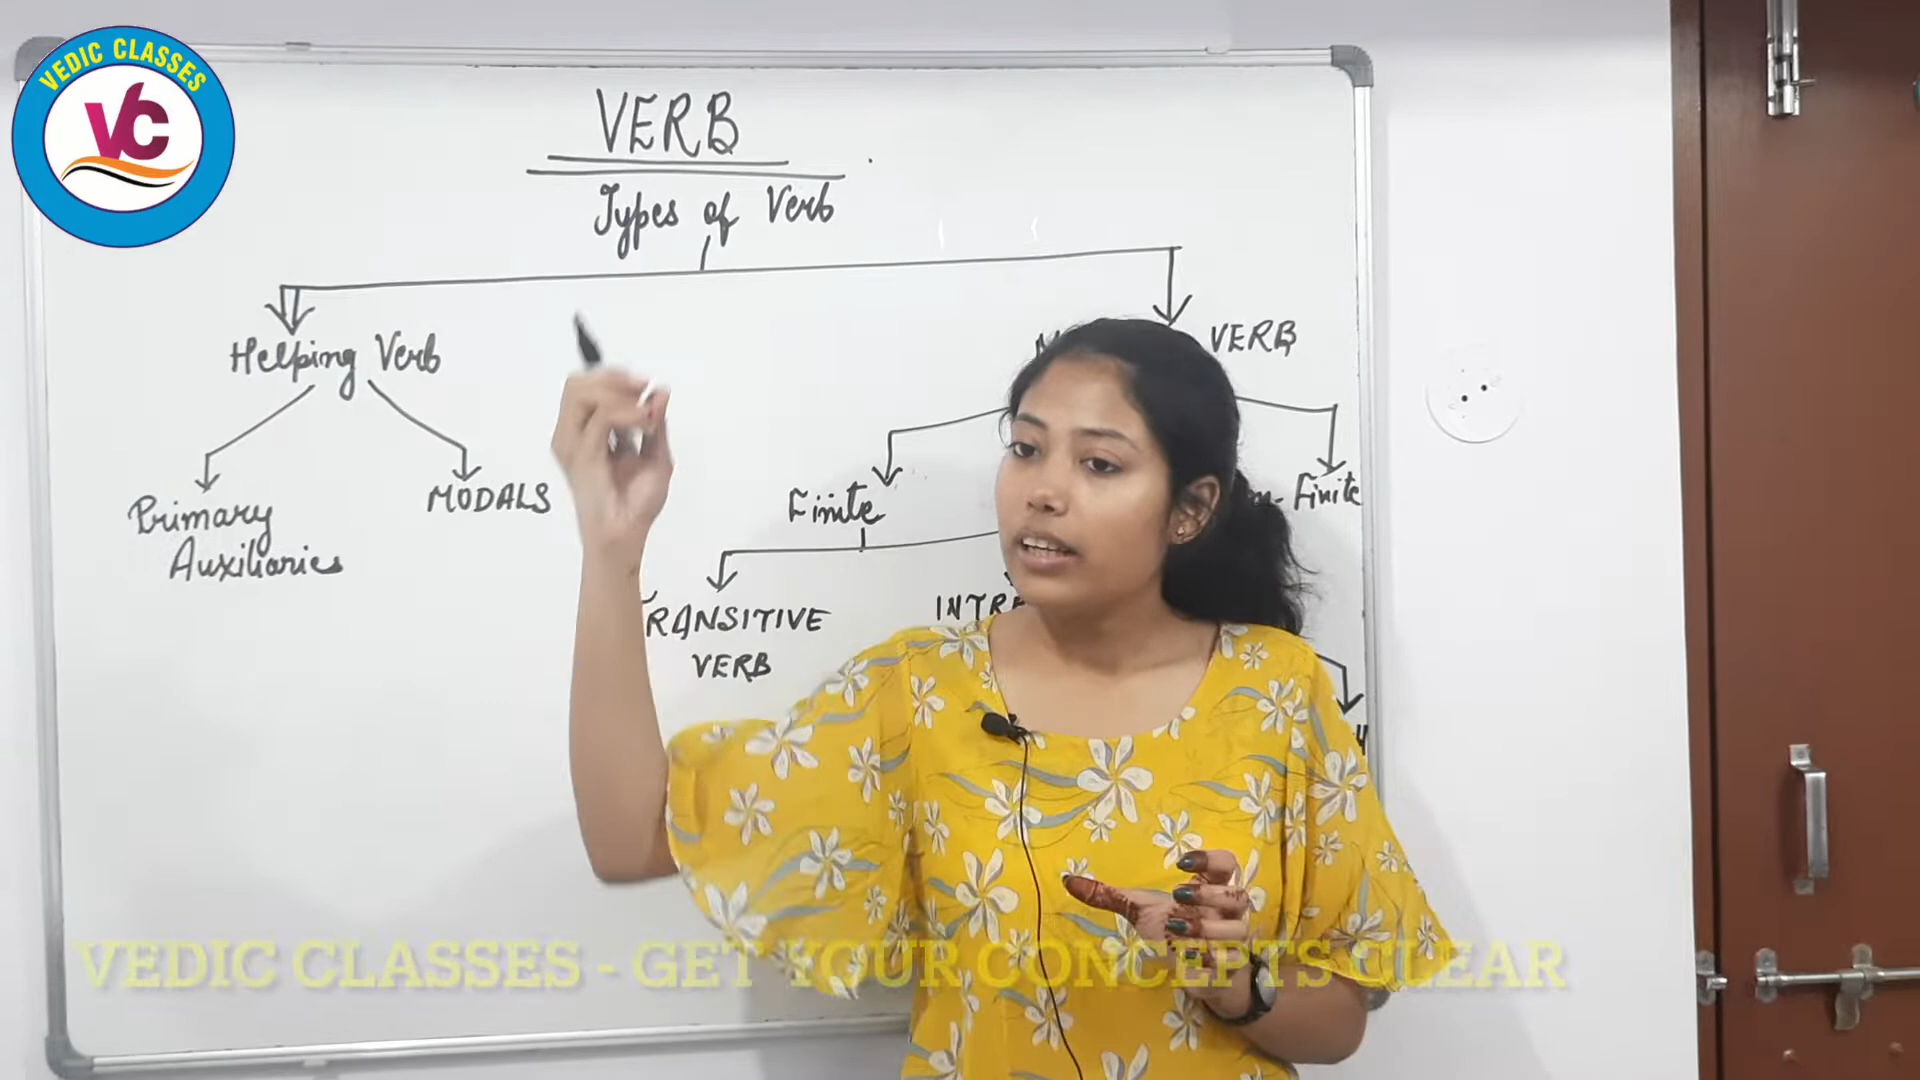 VEDIC CLASSES
VC
VERB
Types of Verb
Helping Verb
VERB
Primary
Auxiliaries
MODALS
Finite
Finite
TRANSITIVE
VERB
VEDIC CLASSES - GET YOUR CONCEPTS CLEAR